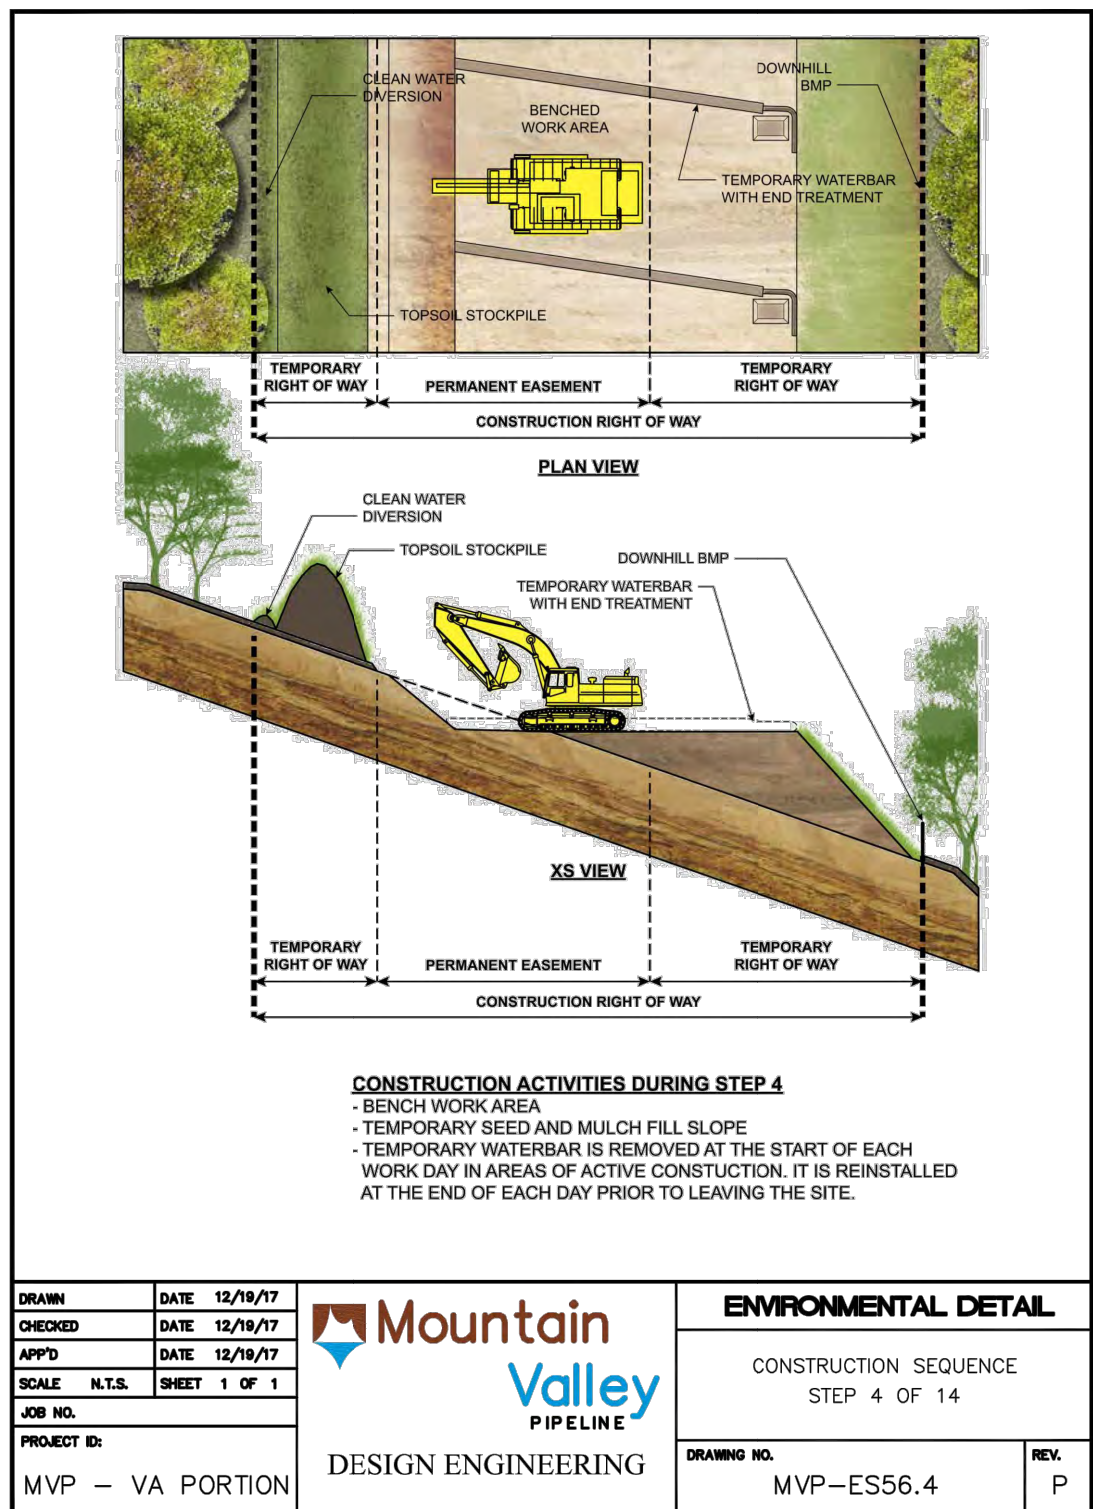 CLEAN WATER
DIVERSION
BENCHED
WORK AREA
DOWNHILL
BMP
TEMPORARY WATERBAR
WITH END TREATMENT
TOPSOIL STOCKPILE
TEMPORARY
RIGHT OF WAY
PERMANENT EASEMENT
TEMPORARY
RIGHT OF WAY
CONSTRUCTION RIGHT OF WAY
PLAN VIEW
CLEAN WATER
DIVERSION
TOPSOIL STOCKPILE
DOWNHILL BMP
TEMPORARY WATERBAR
WITH END TREATMENT
XS VIEW
TEMPORARY
RIGHT OF WAY
PERMANENT EASEMENT
TEMPORARY
RIGHT OF WAY
CONSTRUCTION RIGHT OF WAY
CONSTRUCTION ACTIVITIES DURING STEP 4
- BENCH WORK AREA
- TEMPORARY SEED AND MULCH FILL SLOPE
- TEMPORARY WATERBAR IS REMOVED AT THE START OF EACH
WORK DAY IN AREAS OF ACTIVE CONSTUCTION. IT IS REINSTALLED
AT THE END OF EACH DAY PRIOR TO LEAVING THE SITE.
DRAWN DATE 12/19/17
CHECKED DATE 12/19/17
APP'D DATE 12/19/17
SCALE N.T.S. SHEET 1 OF 1
JOB NO.
PROJECT ID:
MVP - VA PORTION
Mountain
Valley
PIPELINE
DESIGN ENGINEERING
ENVIRONMENTAL DETAIL
CONSTRUCTION SEQUENCE
STEP 4 OF 14
DRAWING NO.
MVP-ES56.4
REV.
P